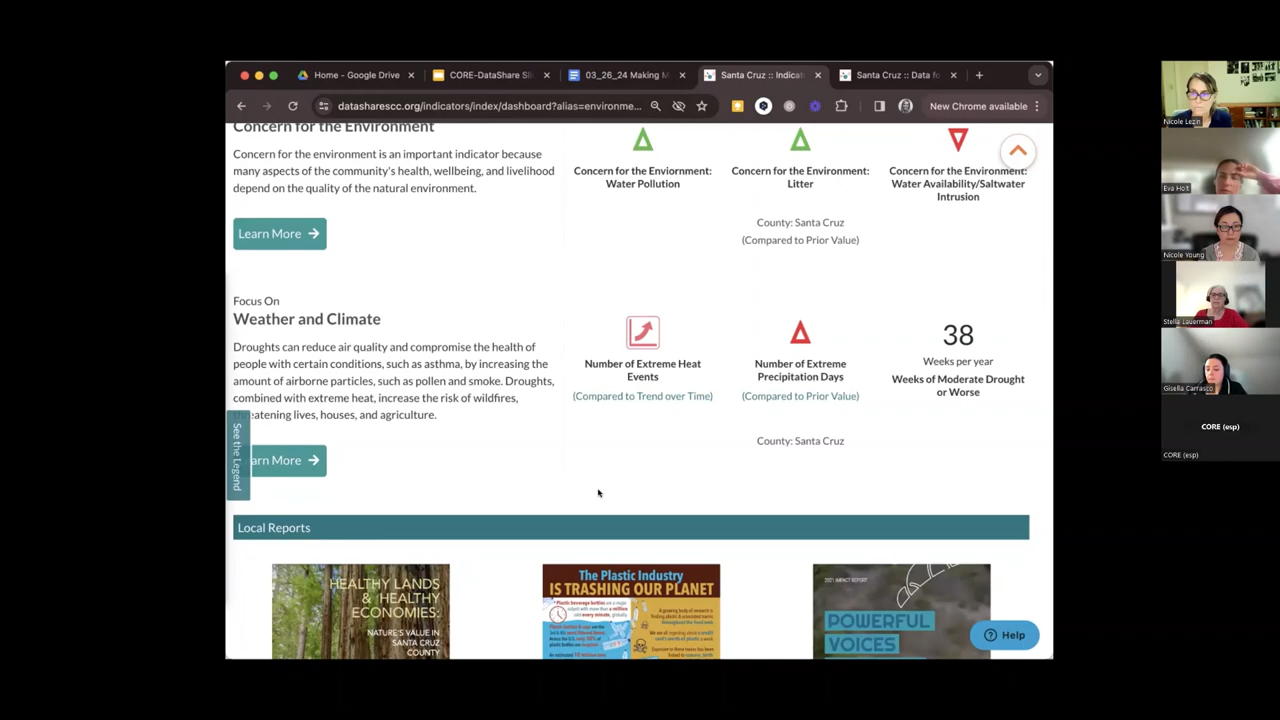 Home - Google Drive
CORE-DataShare Sli
03_26_24 Making M
Santa Cruz :: Indicat
Santa Cruz :: Data fo
datasharescc.org/indicators/index/dashboard?alias=environme...
New Chrome available
Concern for the Environment
Concern for the environment is an important indicator because
many aspects of the community's health, wellbeing, and livelihood
depend on the quality of the natural environment.
Learn More
Concern for the Enviornment:
Water Pollution
Concern for the Environment:
Litter
Concern for the Environment:
Water Availability/Saltwater
Intrusion
County: Santa Cruz
(Compared to Prior Value)
Focus On
Weather and Climate
Droughts can reduce air quality and compromise the health of
people with certain conditions, such as asthma, by increasing the
amount of airborne particles, such as pollen and smoke. Droughts,
combined with extreme heat, increase the risk of wildfires,
threatening lives, houses, and agriculture.
arn More
See the Legend
Number of Extreme Heat
Events
(Compared to Trend over Time)
Number of Extreme
Precipitation Days
(Compared to Prior Value)
38
Weeks per year
Weeks of Moderate Drought
or Worse
County: Santa Cruz
Local Reports
HEALTHY LANDS
& HEALTHY
ECONOMIES:
NATURE'S VALUE IN
SANTA CRUZ
COUNTY
The Plastic Industry
IS TRASHING OUR PLANET
2021 IMPACT REPORT
POWERFUL
VOICES
Help
Nicole Lezin
Eva Holt
Nicole Young
Stella Lauerman
Gisella Carrasco
CORE (esp)
CORE (esp)